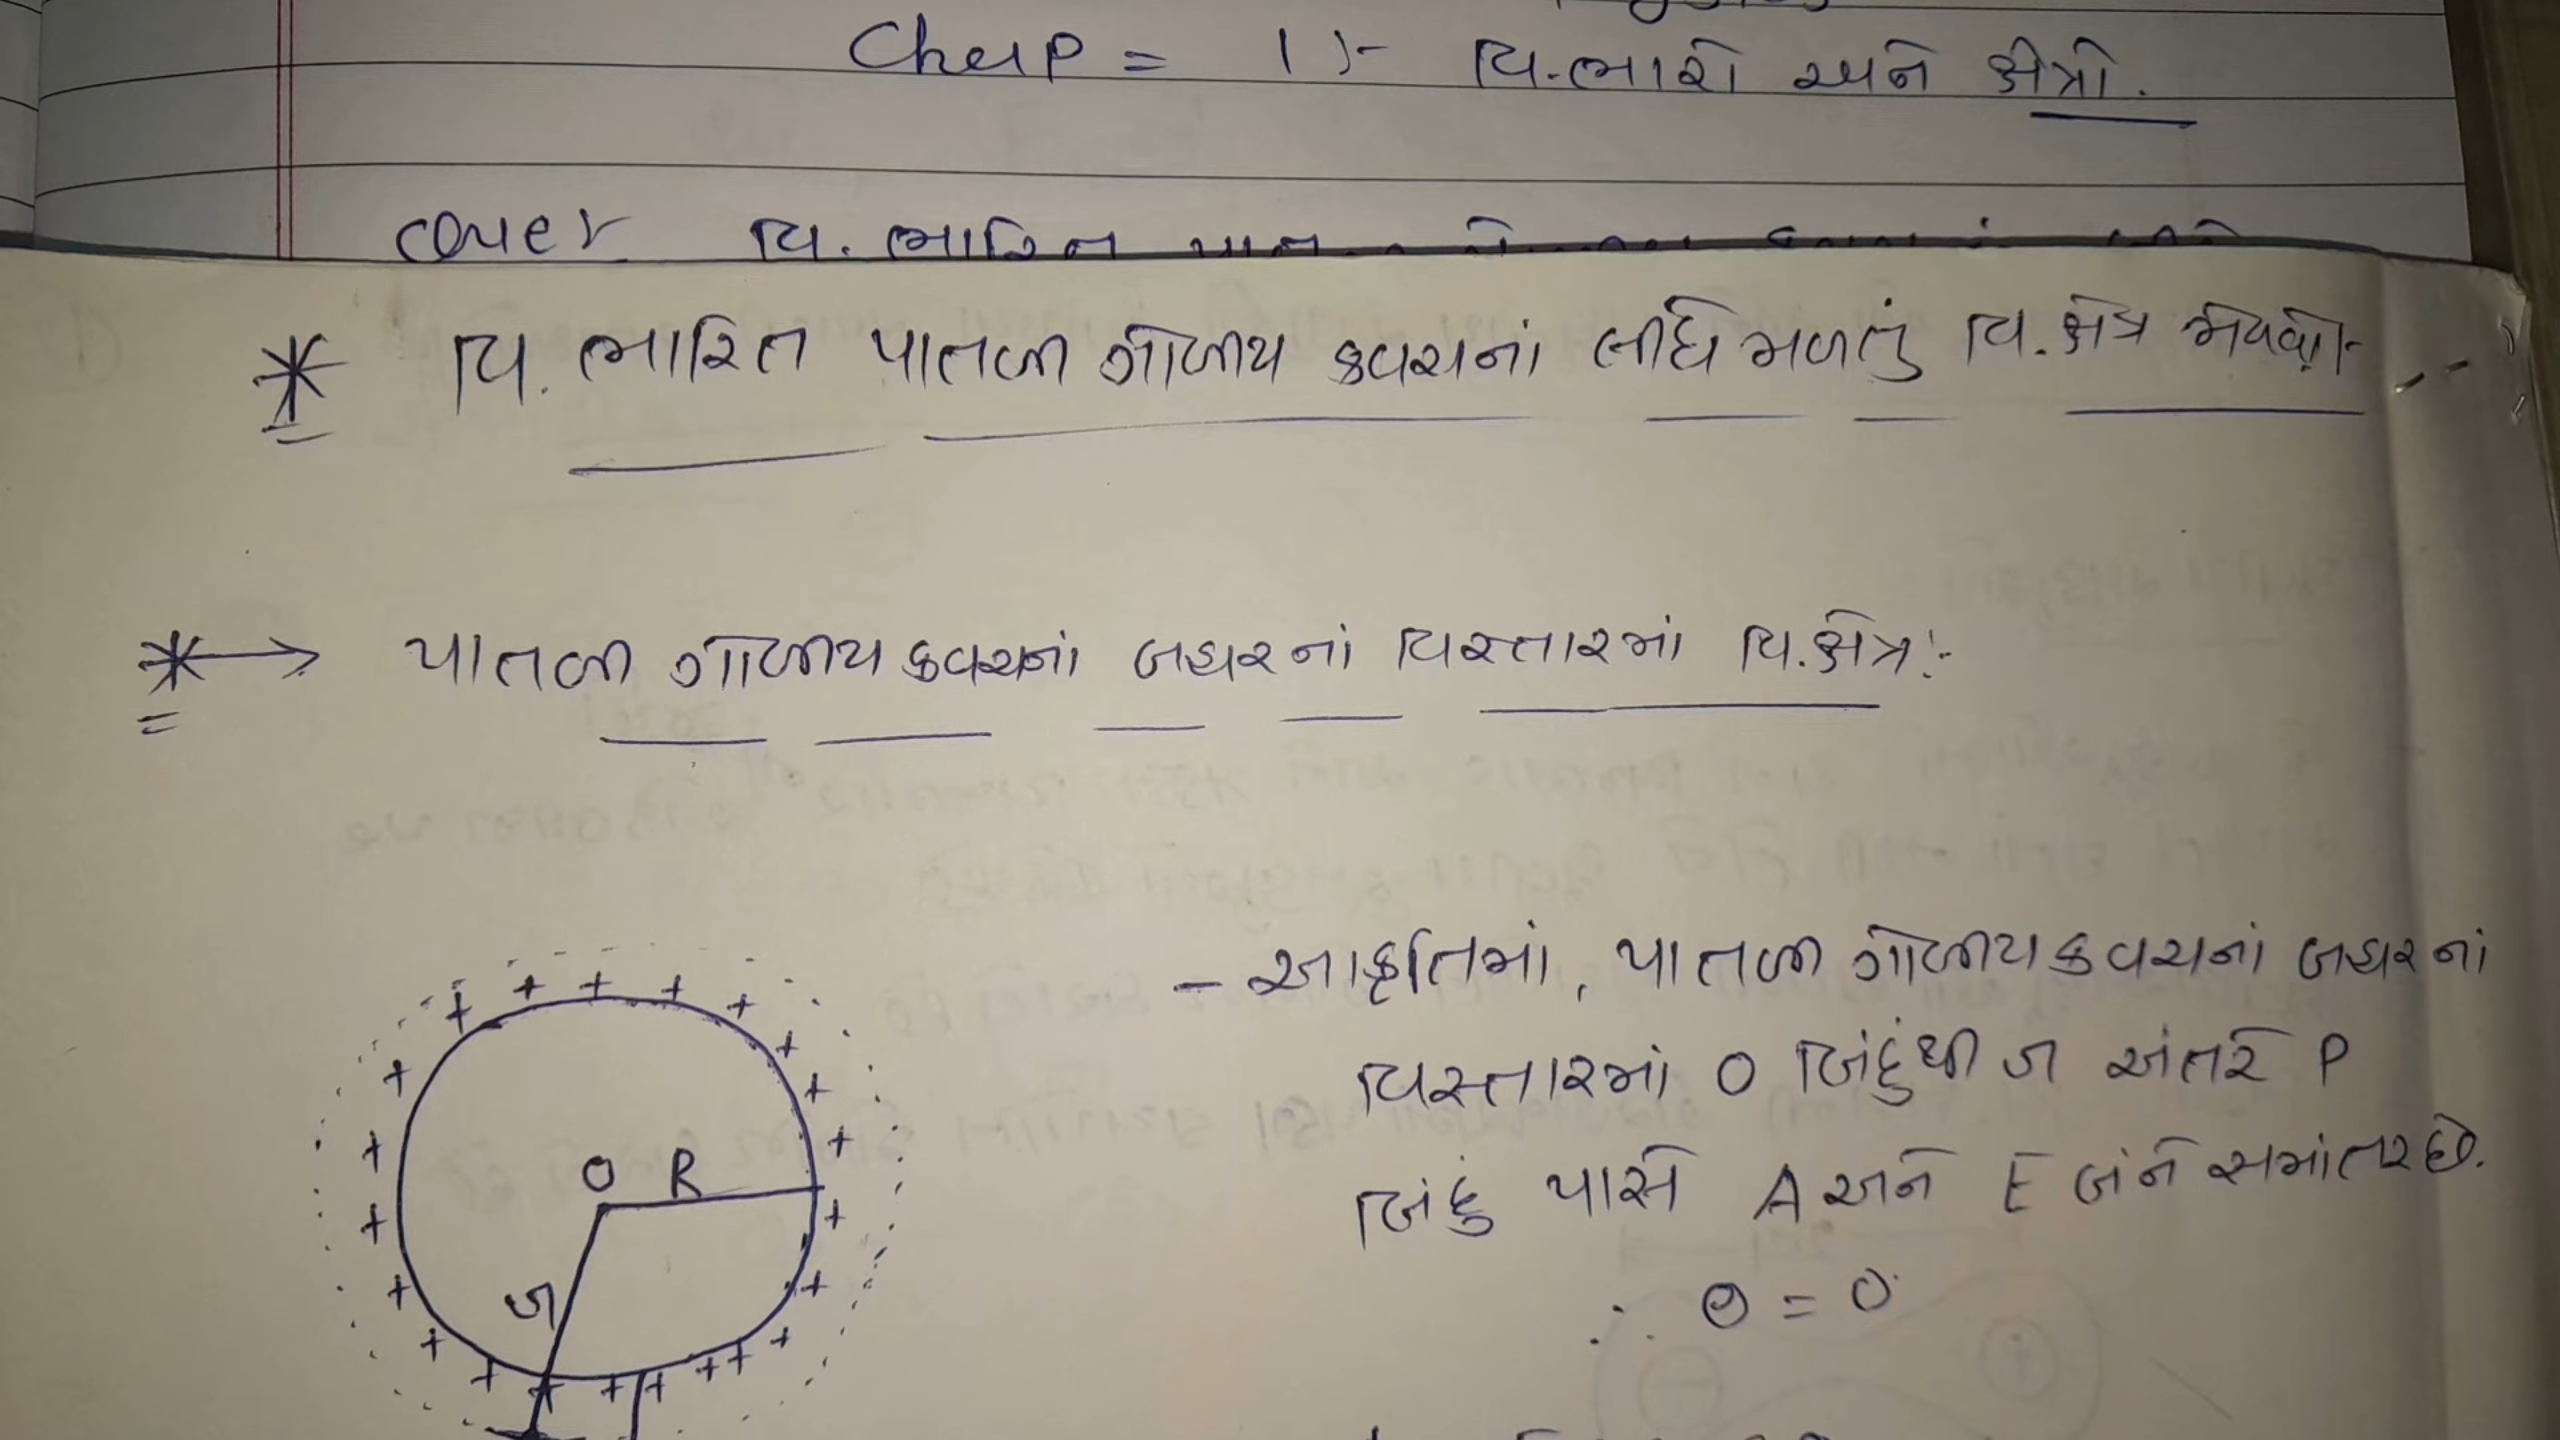 Chap = 1 :- વિ.ભારો અને ક્ષેત્રો.
cover વિ. ભારિત
* વિ. ભારિત પાતળી ગોળીય કવચનાં લીધે મળતું વિ.ક્ષેત્ર મેળવો:-
*→ પાતળી ગોળીય કવચનાં બહારનાં વિસ્તારમાં વિ.ક્ષેત્ર:-
- આકૃતિમાં, પાતળી ગોળીય કવચનાં બહારનાં
વિસ્તારમાં O બિંદુથી r અંતરે P
બિંદુ પાસે A અને E બંને સમાંતર છે.
∴ θ = 0
O R
r